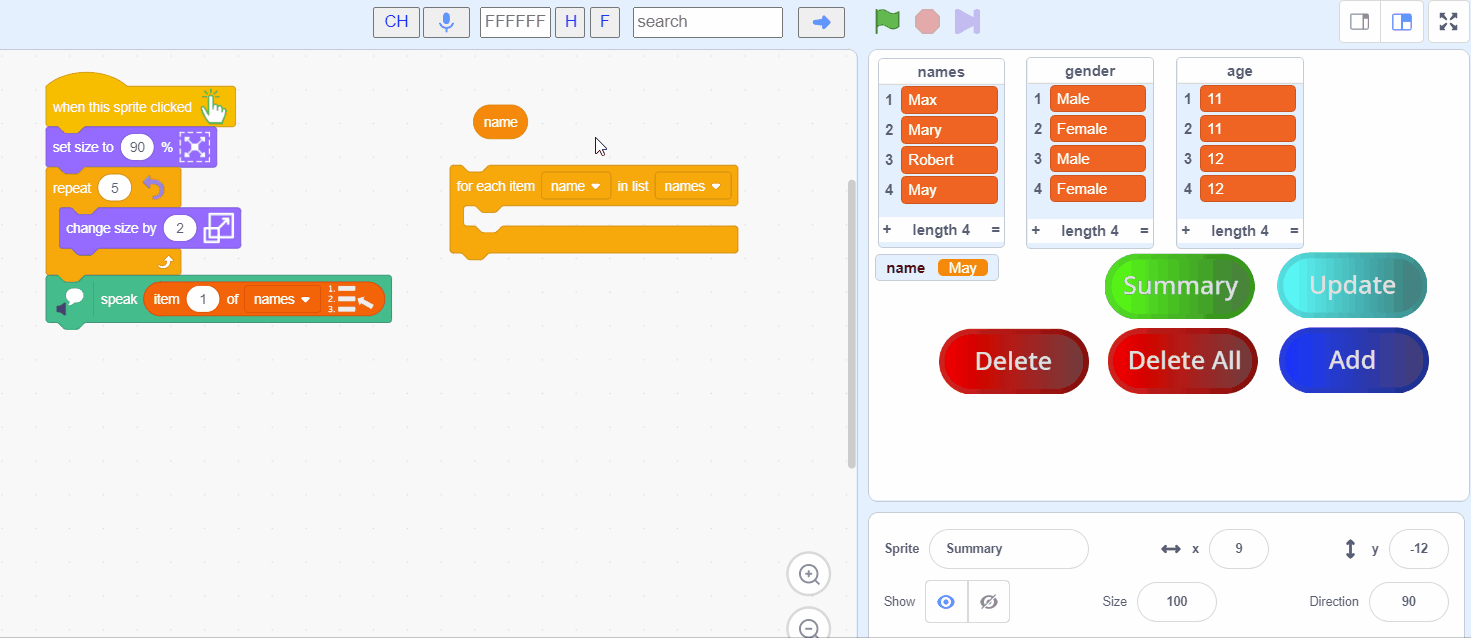 CH FFFFFF H F search
when this sprite clicked
set size to 90 %
repeat 5
change size by 2
speak item 1 of names 1. 2. 3.
name
for each item name in list names
names
1 Max
2 Mary
3 Robert
4 May
+ length 4 =
gender
1 Male
2 Female
3 Male
4 Female
+ length 4 =
age
1 11
2 11
3 12
4 12
+ length 4 =
name May
Summary Update
Delete Delete All Add
Sprite Summary x 9 y -12
Show Size 100 Direction 90